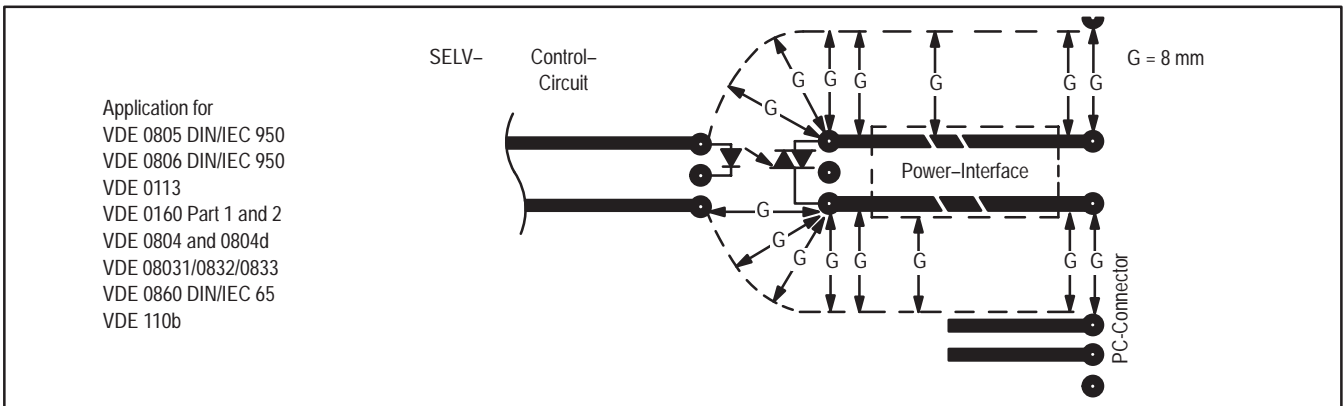 SELV–
Control–
Circuit
G = 8 mm
Application for
VDE 0805 DIN/IEC 950
VDE 0806 DIN/IEC 950
VDE 0113
VDE 0160 Part 1 and 2
VDE 0804 and 0804d
VDE 08031/0832/0833
VDE 0860 DIN/IEC 65
VDE 110b
G
G
G
G
G
G
G
Power–Interface
G
G
G
G
G
G
G
G
PC-Connector